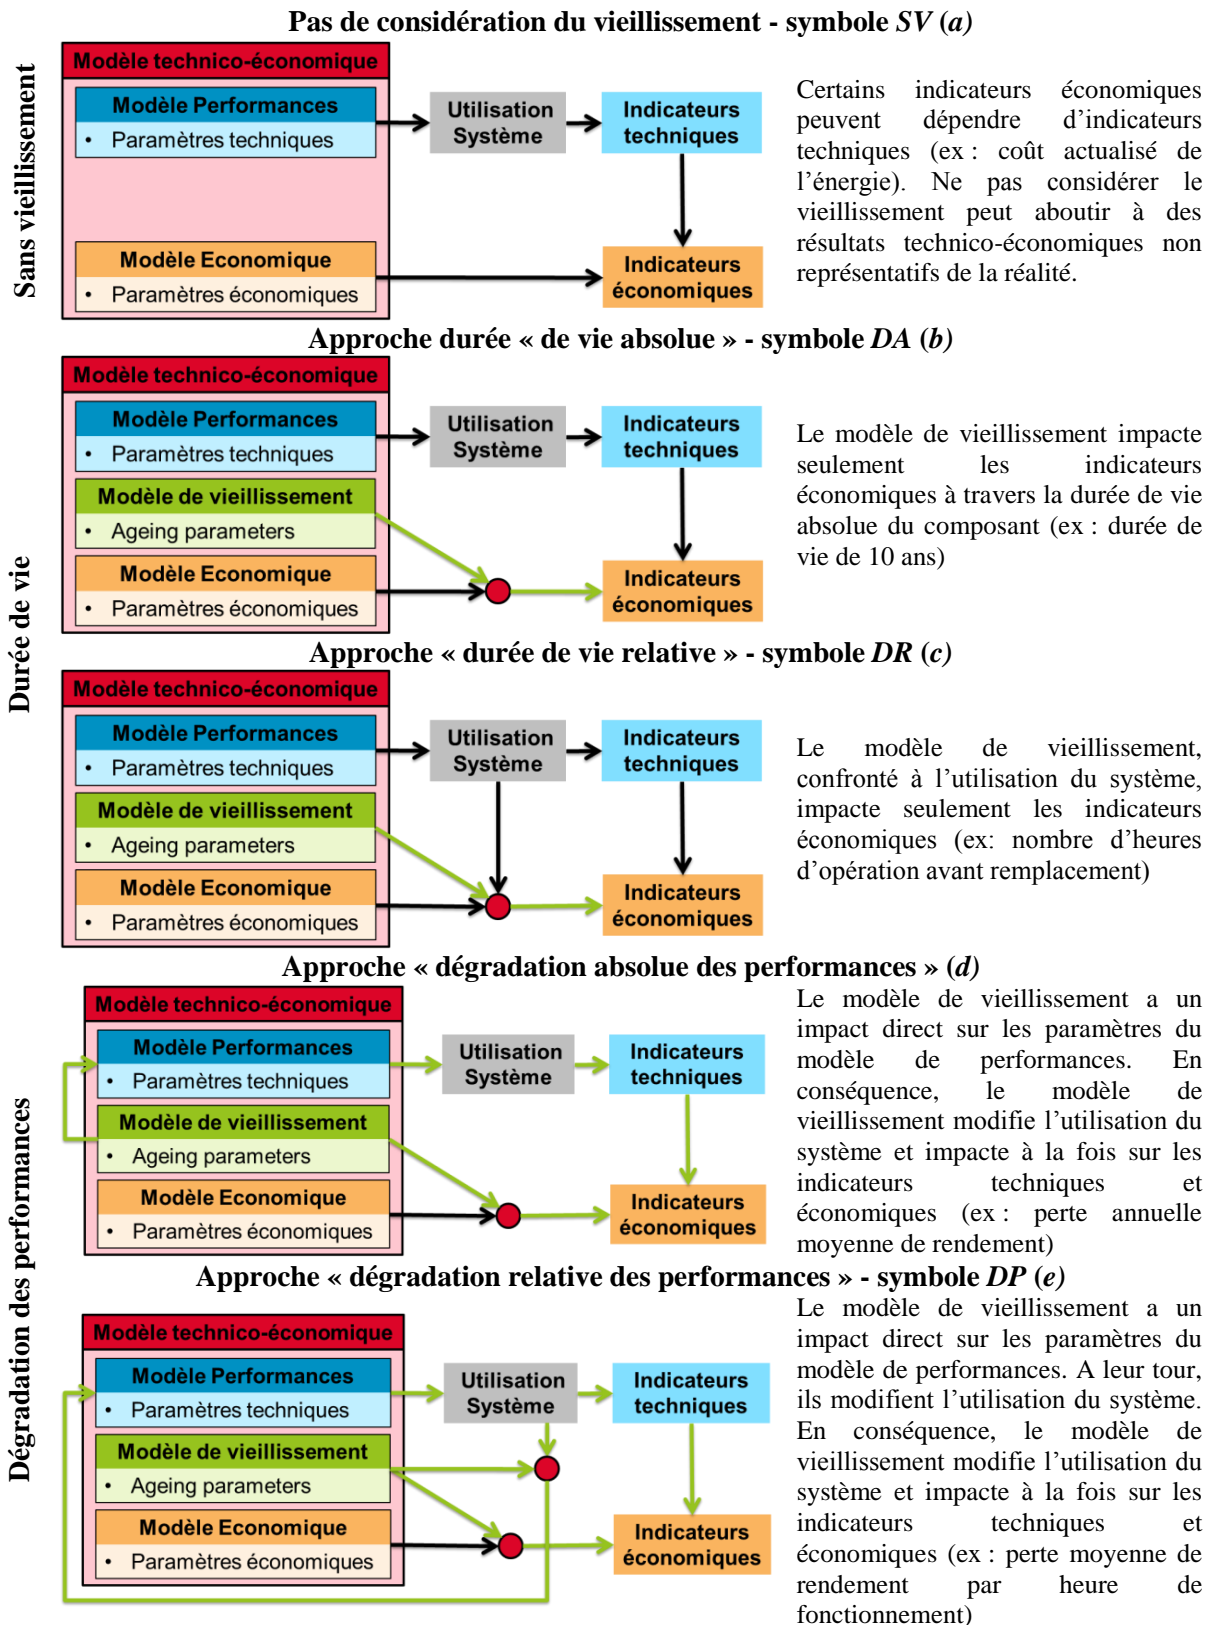 Pas de considération du vieillissement - symbole SV (a)
Sans vieillissement
Modèle technico-économique
Modèle Performances
• Paramètres techniques
Modèle Economique
• Paramètres économiques
Utilisation
Système
Indicateurs
techniques
Indicateurs
économiques
Certains indicateurs économiques
peuvent dépendre d'indicateurs
techniques (ex : coût actualisé de
l'énergie). Ne pas considérer le
vieillissement peut aboutir à des
résultats technico-économiques non
représentatifs de la réalité.
Durée de vie
Approche durée « de vie absolue » - symbole DA (b)
Modèle technico-économique
Modèle Performances
• Paramètres techniques
Modèle de vieillissement
• Ageing parameters
Modèle Economique
• Paramètres économiques
Utilisation
Système
Indicateurs
techniques
Indicateurs
économiques
Le modèle de vieillissement impacte
seulement les indicateurs
économiques à travers la durée de vie
absolue du composant (ex : durée de
vie de 10 ans)
Approche « durée de vie relative » - symbole DR (c)
Modèle technico-économique
Modèle Performances
• Paramètres techniques
Modèle de vieillissement
• Ageing parameters
Modèle Economique
• Paramètres économiques
Utilisation
Système
Indicateurs
techniques
Indicateurs
économiques
Le modèle de vieillissement,
confronté à l'utilisation du système,
impacte seulement les indicateurs
économiques (ex: nombre d'heures
d'opération avant remplacement)
Dégradation des performances
Approche « dégradation absolue des performances » (d)
Modèle technico-économique
Modèle Performances
• Paramètres techniques
Modèle de vieillissement
• Ageing parameters
Modèle Economique
• Paramètres économiques
Utilisation
Système
Indicateurs
techniques
Indicateurs
économiques
Le modèle de vieillissement a un
impact direct sur les paramètres du
modèle de performances. En
conséquence, le modèle de
vieillissement modifie l'utilisation du
système et impacte à la fois sur les
indicateurs techniques et
économiques (ex : perte annuelle
moyenne de rendement)
Approche « dégradation relative des performances » - symbole DP (e)
Modèle technico-économique
Modèle Performances
• Paramètres techniques
Modèle de vieillissement
• Ageing parameters
Modèle Economique
• Paramètres économiques
Utilisation
Système
Indicateurs
techniques
Indicateurs
économiques
Le modèle de vieillissement a un
impact direct sur les paramètres du
modèle de performances. A leur tour,
ils modifient l'utilisation du système.
En conséquence, le modèle de
vieillissement modifie l'utilisation du
système et impacte à la fois sur les
indicateurs techniques et
économiques (ex : perte moyenne de
rendement par heure de
fonctionnement)